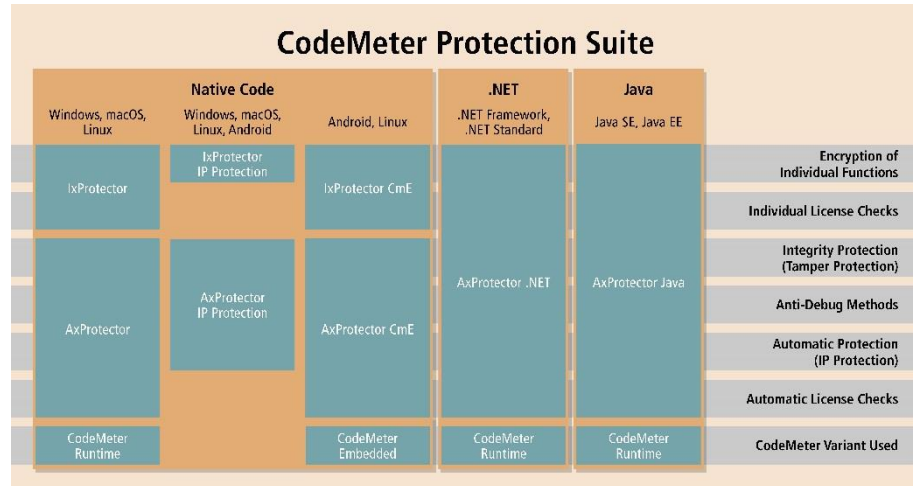 CodeMeter Protection Suite
Native Code
Windows, macOS,
Linux
Windows, macOS,
Linux, Android
Android, Linux
.NET
.NET Framework,
.NET Standard
Java
Java SE, Java EE
IxProtector
IxProtector
IP Protection
IxProtector CmE
Encryption of
Individual Functions
Individual License Checks
AxProtector
AxProtector
IP Protection
AxProtector CmE
AxProtector .NET
AxProtector Java
Integrity Protection
(Tamper Protection)
Anti-Debug Methods
Automatic Protection
(IP Protection)
Automatic License Checks
CodeMeter
Runtime
CodeMeter
Embedded
CodeMeter
Runtime
CodeMeter
Runtime
CodeMeter Variant Used